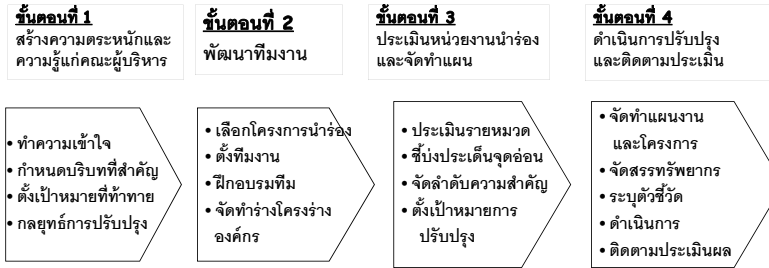 ขั้นตอนที่ 1
สร้างความตระหนักและ
ความรู้แก่คณะผู้บริหาร
ขั้นตอนที่ 2
พัฒนาทีมงาน
ขั้นตอนที่ 3
ประเมินหน่วยงานนำร่อง
และจัดทำแผน
ขั้นตอนที่ 4
ดำเนินการปรับปรุง
และติดตามประเมิน
• ทำความเข้าใจ
• กำหนดบริบทที่สำคัญ
• ตั้งเป้าหมายที่ท้าทาย
• กลยุทธ์การปรับปรุง
• เลือกโครงการนำร่อง
• ตั้งทีมงาน
• ฝึกอบรมทีม
• จัดทำร่างโครงร่าง
องค์กร
• ประเมินรายหมวด
• ชี้บ่งประเด็นจุดอ่อน
• จัดลำดับความสำคัญ
• ตั้งเป้าหมายการ
ปรับปรุง
• จัดทำแผนงาน
และโครงการ
• จัดสรรทรัพยากร
• ระบุตัวชี้วัด
• ดำเนินการ
• ติดตามประเมินผล